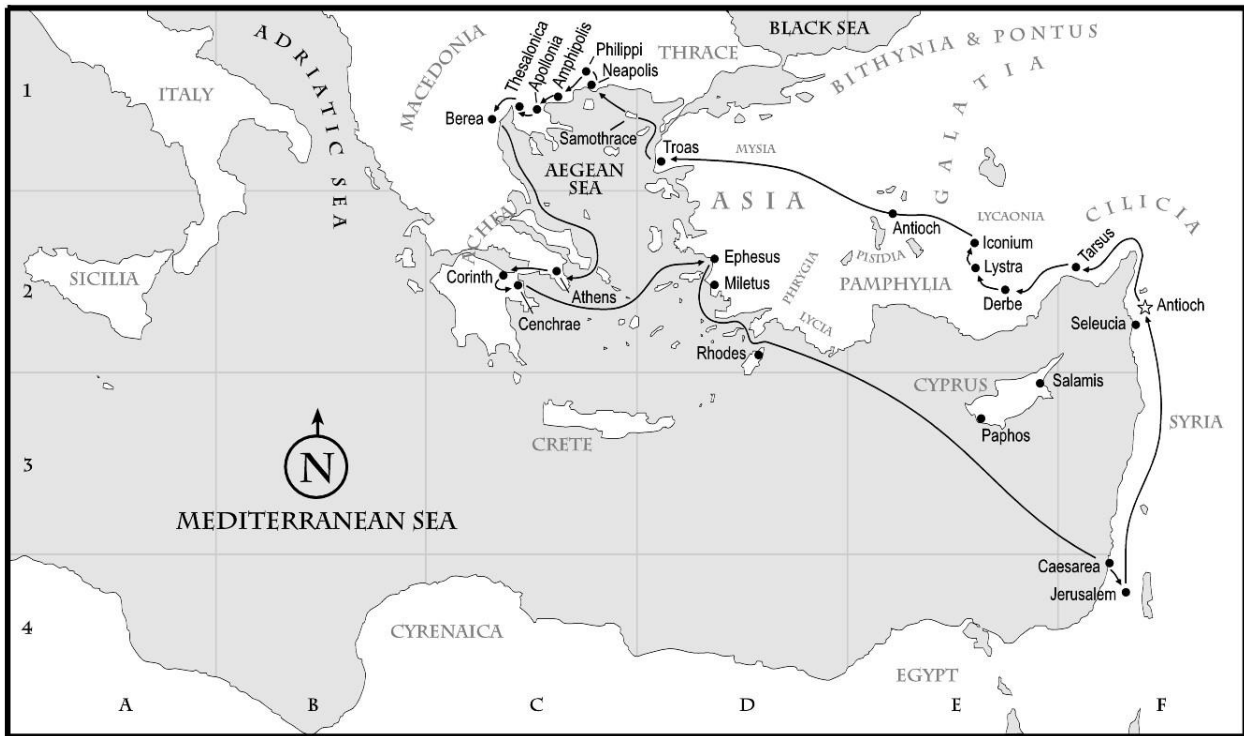 BLACK SEA
ADRIATIC SEA
MACEDONIA
THRACE
BITHYNIA & PONTUS
GALATIA
ITALY
1
Thesalonica
Apollonia
Amphipolis
Philippi
Neapolis
Berea
Samothrace
Troas
MYSIA
AEGEAN
SEA
ASIA
ACHEA
Antioch
LYCAONIA
CILICIA
Iconium
Tarsus
SICILIA
Corinth
Ephesus
Lystra
PISIDIA
PHRYGIA
2
Athens
Miletus
PAMPHYLIA
Derbe
Antioch
Cenchrae
LYCIA
Seleucia
Rhodes
CYPRUS
Salamis
Paphos
SYRIA
CRETE
3
N
MEDITERRANEAN SEA
Caesarea
Jerusalem
4
CYRENAICA
EGYPT
A
B
C
D
E
F